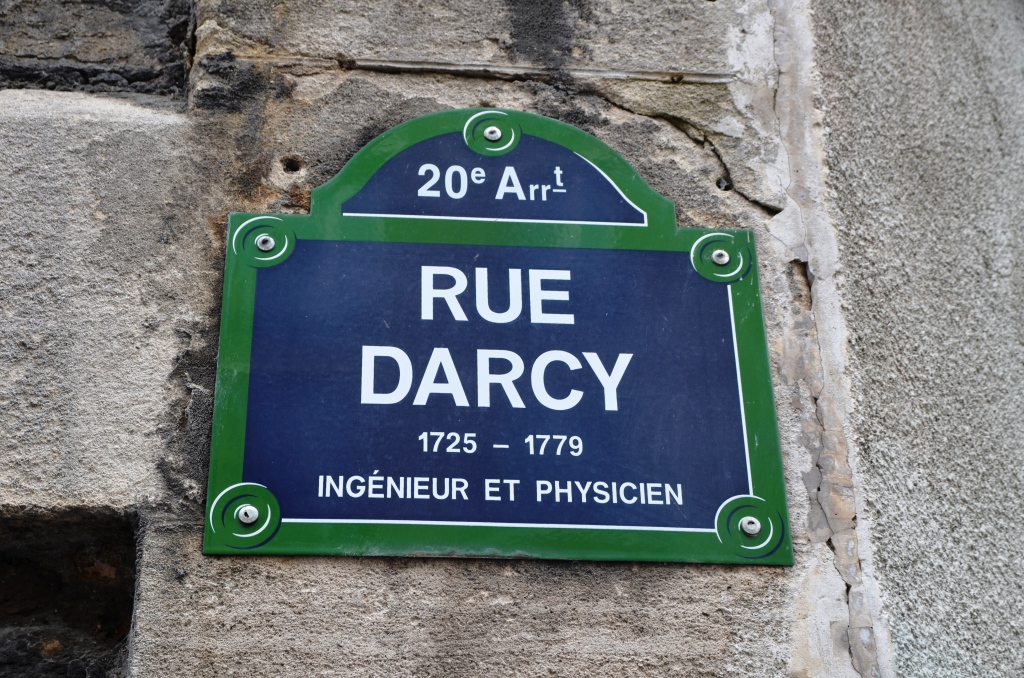 20e Arrt
RUE
DARCY
1725 – 1779
INGÉNIEUR ET PHYSICIEN